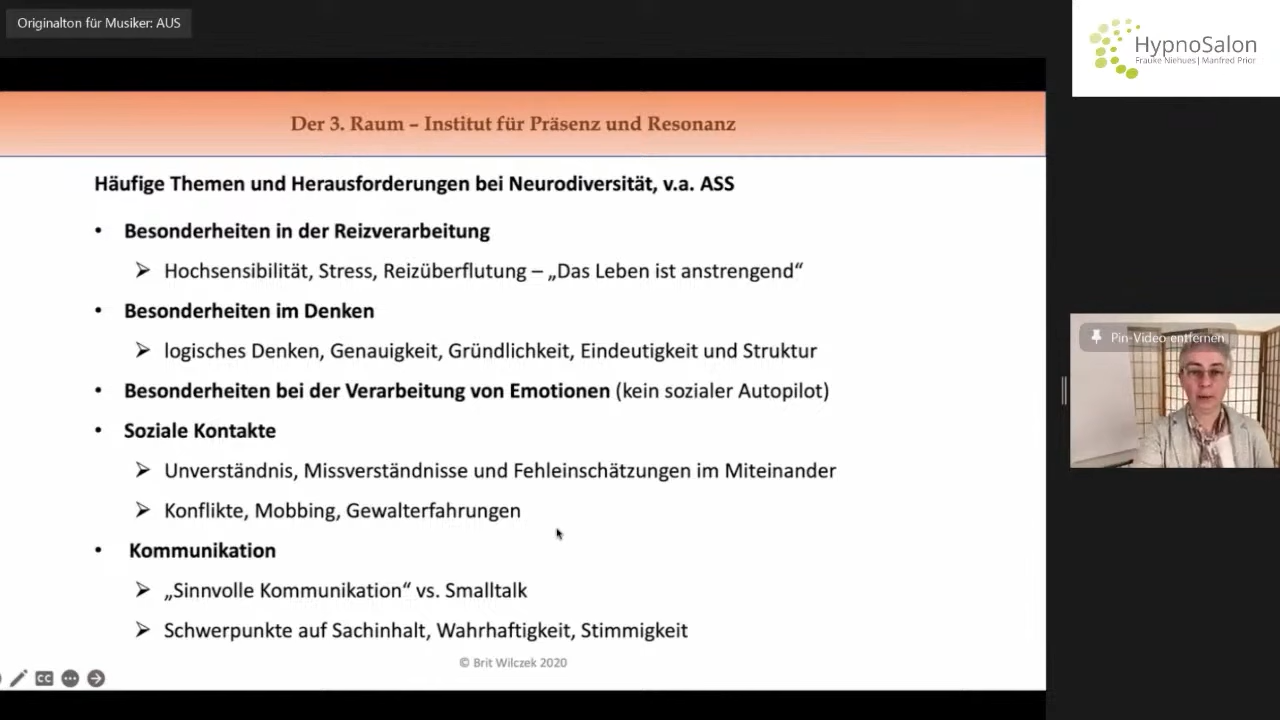 Originalton für Musiker: AUS
HypnoSalon
Frauke Niehues | Manfred Prior
Der 3. Raum – Institut für Präsenz und Resonanz
Häufige Themen und Herausforderungen bei Neurodiversität, v.a. ASS
• Besonderheiten in der Reizverarbeitung
➢ Hochsensibilität, Stress, Reizüberflutung – „Das Leben ist anstrengend“
• Besonderheiten im Denken
➢ logisches Denken, Genauigkeit, Gründlichkeit, Eindeutigkeit und Struktur
• Besonderheiten bei der Verarbeitung von Emotionen (kein sozialer Autopilot)
• Soziale Kontakte
➢ Unverständnis, Missverständnisse und Fehleinschätzungen im Miteinander
➢ Konflikte, Mobbing, Gewalterfahrungen
• Kommunikation
➢ „Sinnvolle Kommunikation“ vs. Smalltalk
➢ Schwerpunkte auf Sachinhalt, Wahrhaftigkeit, Stimmigkeit
© Brit Wilczek 2020
CC
Pin-Video entfernen